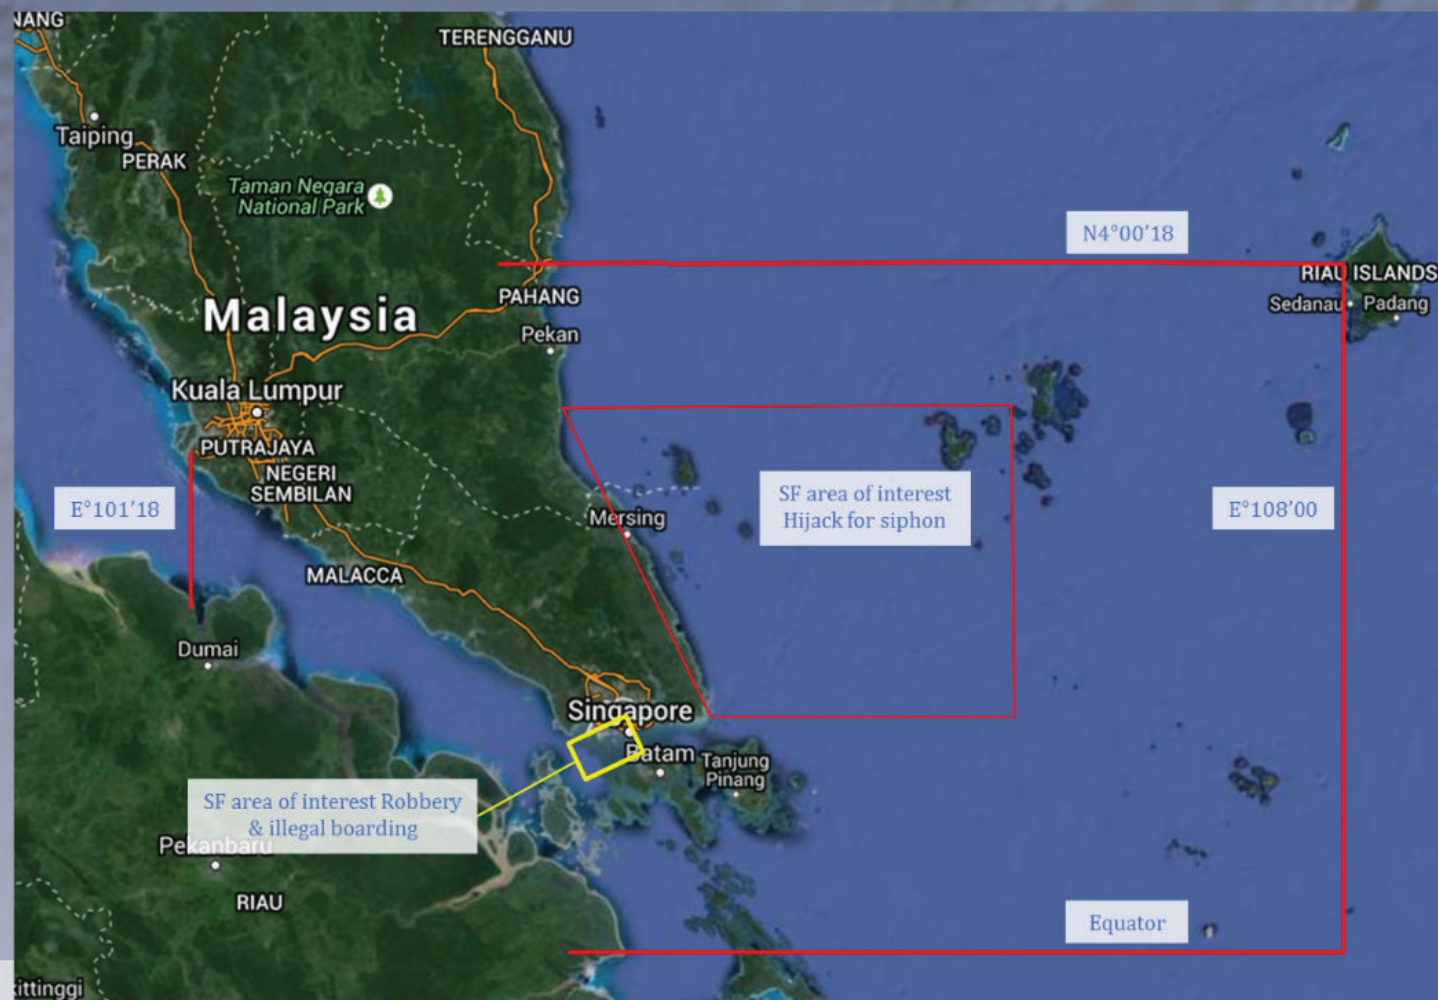 NANG
TERENGGANU
Taiping
PERAK
Taman Negara
National Park
N4°00'18
RIAU ISLANDS
Sedanau
Padang
PAHANG
Malaysia
Pekan
Kuala Lumpur
PUTRAJAYA
NEGERI
SEMBILAN
E°101'18
SF area of interest
Hijack for siphon
E°108'00
Mersing
MALACCA
Dumai
Singapore
Batam
Tanjung
Pinang
SF area of interest Robbery
& illegal boarding
Pekanbaru
RIAU
Equator
kittinggi